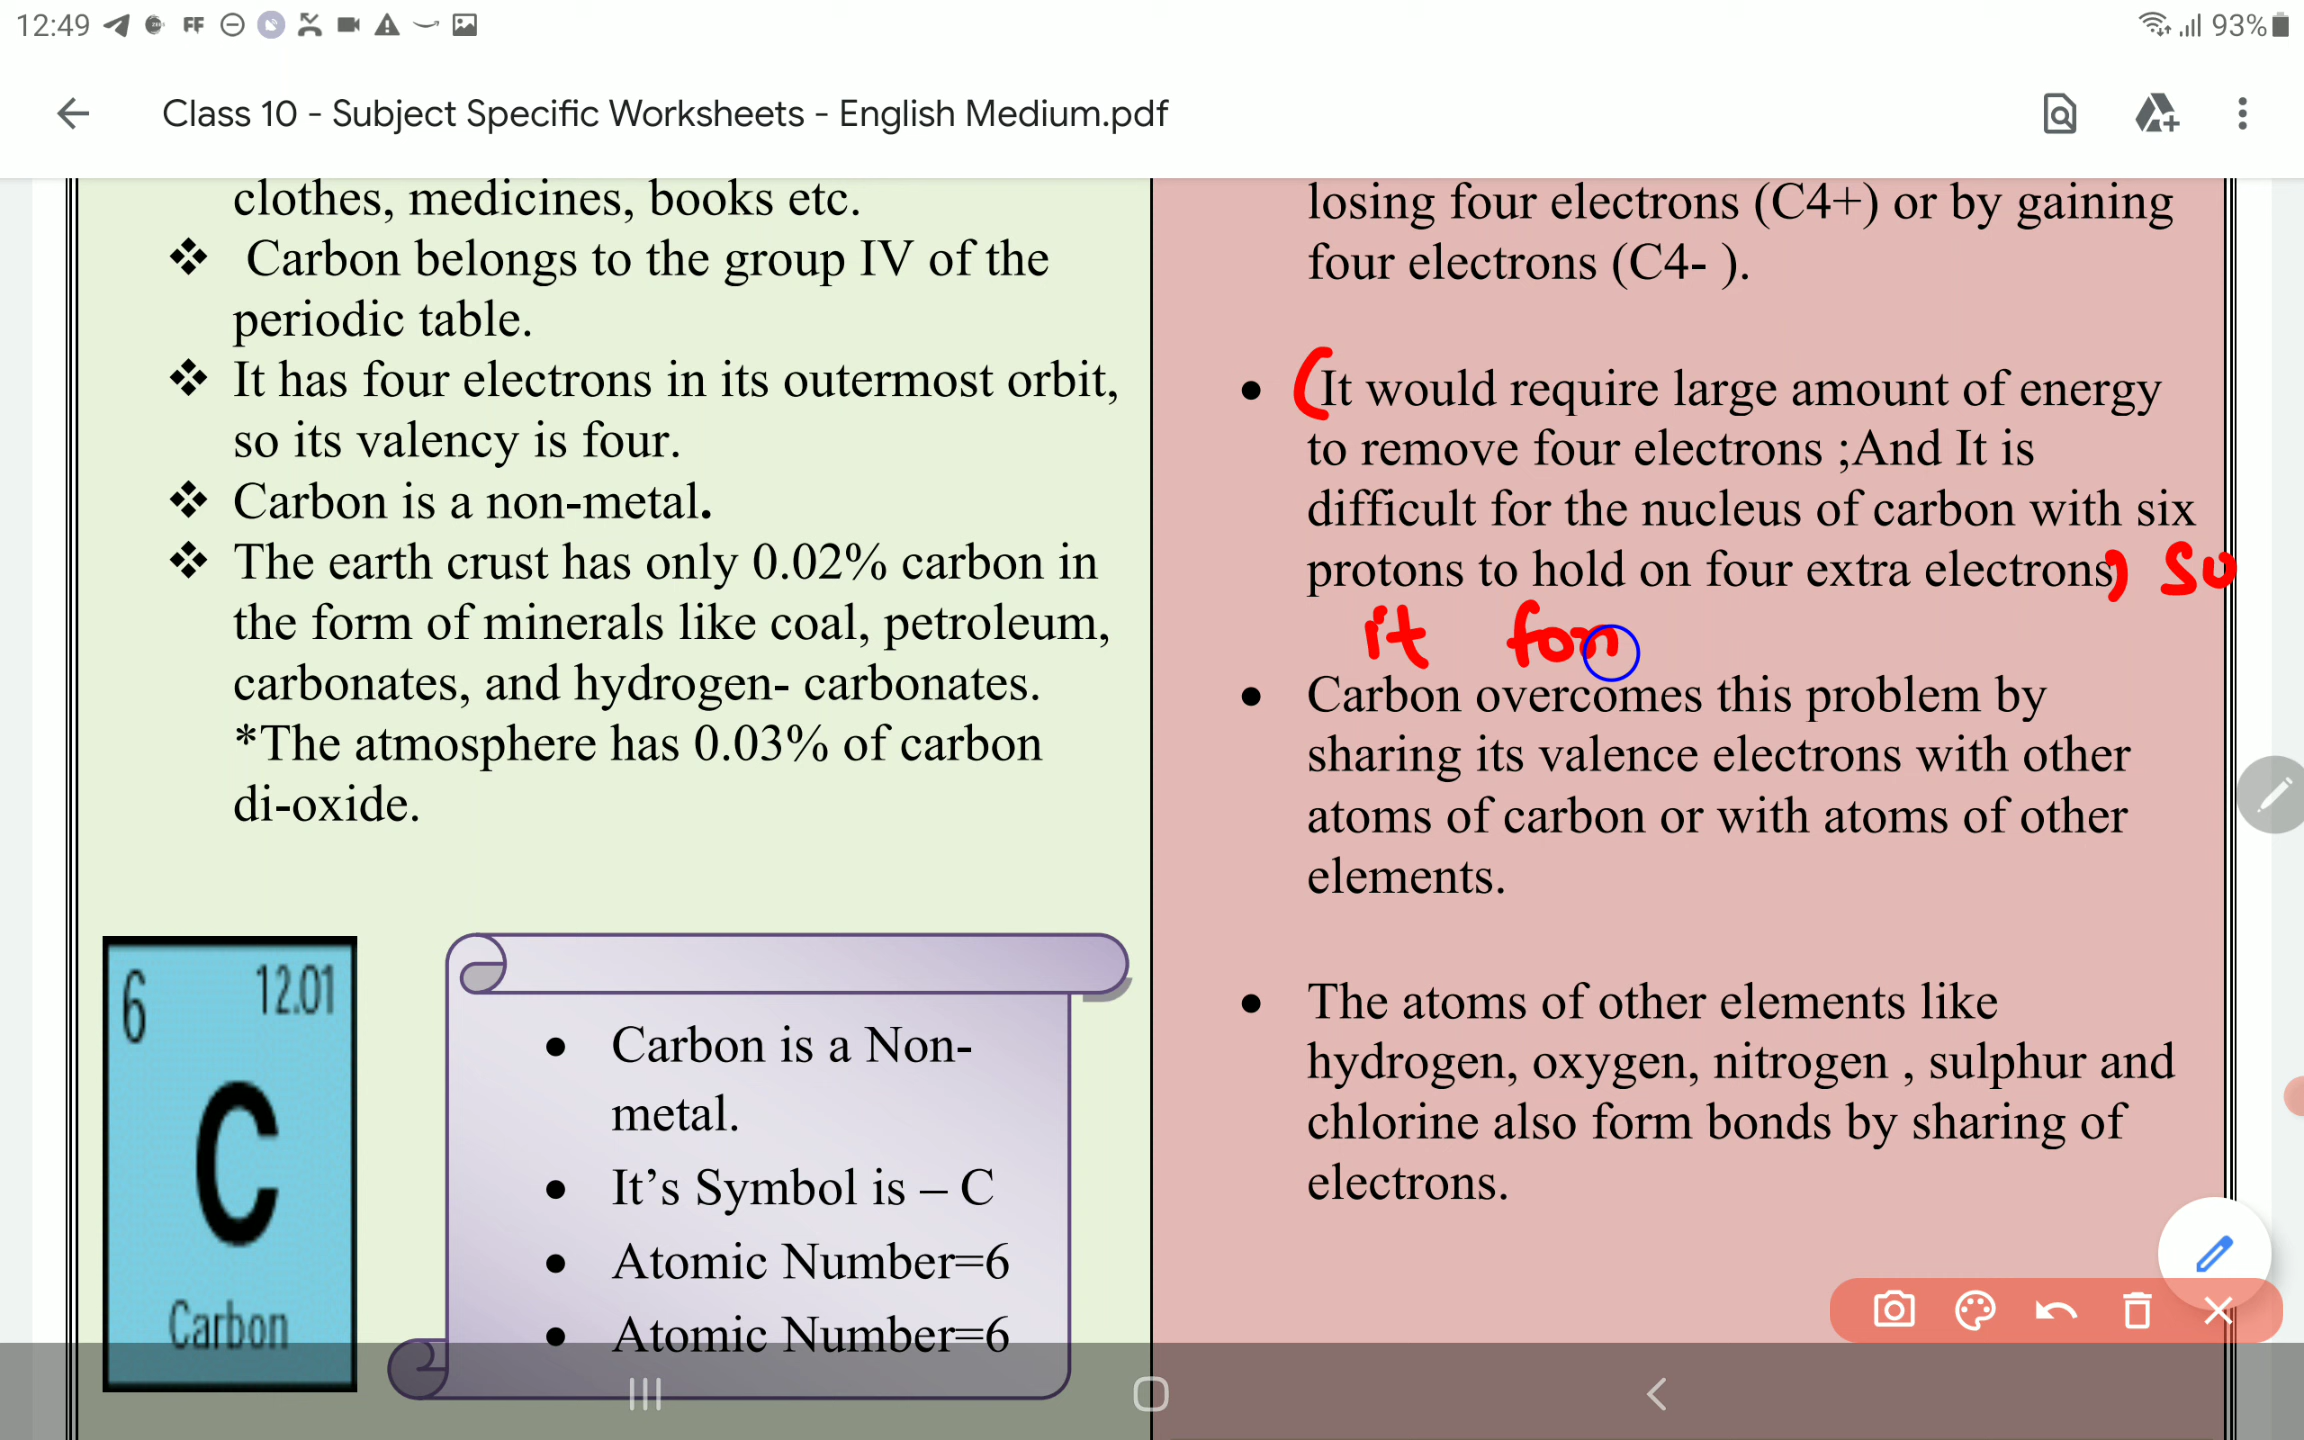 12:49 FF 93%
Class 10 - Subject Specific Worksheets - English Medium.pdf
clothes, medicines, books etc.
❖ Carbon belongs to the group IV of the
periodic table.
❖ It has four electrons in its outermost orbit,
so its valency is four.
❖ Carbon is a non-metal.
❖ The earth crust has only 0.02% carbon in
the form of minerals like coal, petroleum,
carbonates, and hydrogen- carbonates.
*The atmosphere has 0.03% of carbon
di-oxide.
6 12.01
C
Carbon
• Carbon is a Non-
metal.
• It’s Symbol is – C
• Atomic Number=6
• Atomic Number=6
losing four electrons (C4+) or by gaining
four electrons (C4- ).
• (It would require large amount of energy
to remove four electrons ;And It is
difficult for the nucleus of carbon with six
protons to hold on four extra electrons, so
it for
• Carbon overcomes this problem by
sharing its valence electrons with other
atoms of carbon or with atoms of other
elements.
• The atoms of other elements like
hydrogen, oxygen, nitrogen , sulphur and
chlorine also form bonds by sharing of
electrons.